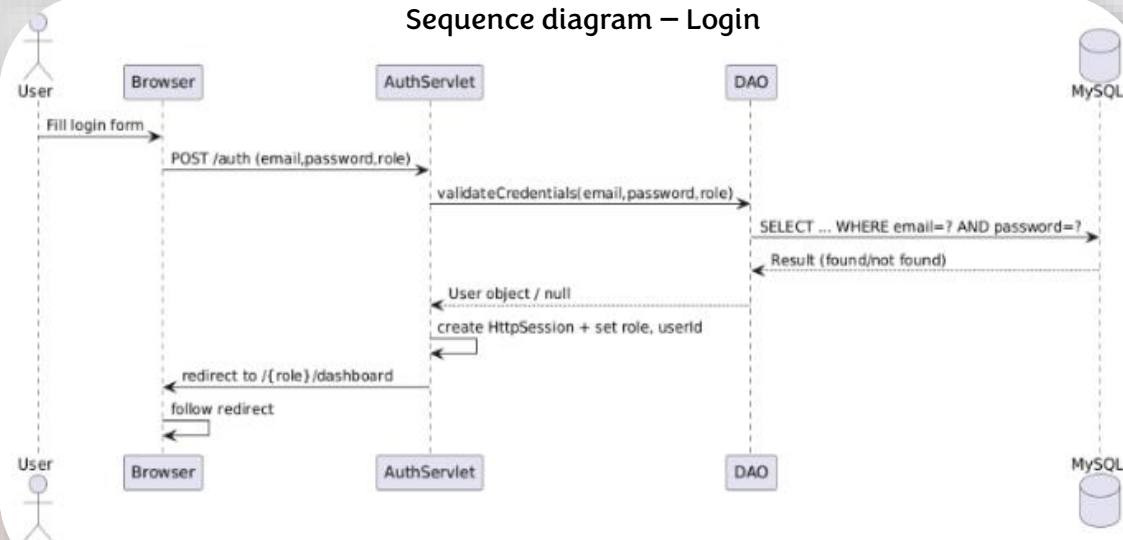 Sequence diagram – Login
User
Browser
AuthServlet
DAO
MySQL
Fill login form
POST /auth (email,password,role)
validateCredentials(email,password,role)
SELECT ... WHERE email=? AND password=?
Result (found/not found)
User object / null
create HttpSession + set role, userId
redirect to /{role}/dashboard
follow redirect
User
Browser
AuthServlet
DAO
MySQL